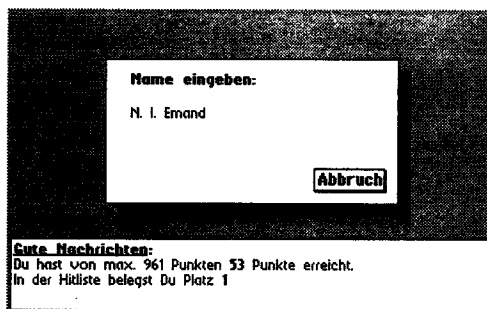 Name eingeben:
N. I. Emand
Abbruch
Gute Nachrichten:
Du hast von max. 961 Punkten 53 Punkte erreicht.
In der Hitliste belegst Du Platz 1